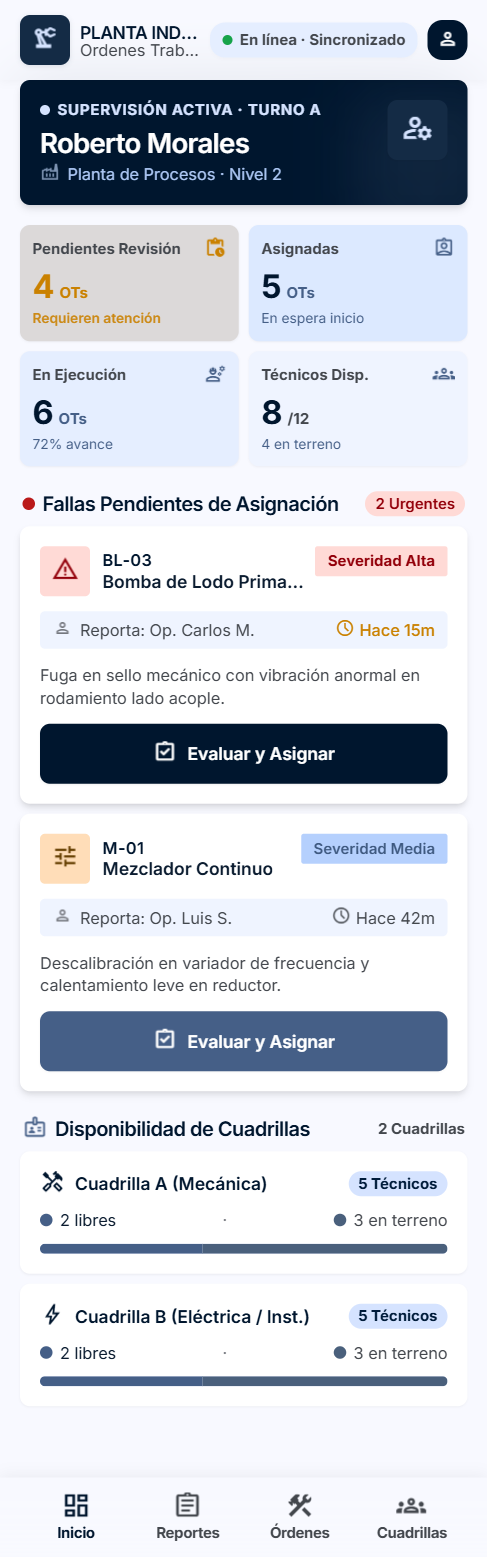 PLANTA IND...
Ordenes Trab...
En línea · Sincronizado
SUPERVISIÓN ACTIVA · TURNO A
Roberto Morales
Planta de Procesos · Nivel 2
Pendientes Revisión
4 OTs
Requieren atención
Asignadas
5 OTs
En espera inicio
En Ejecución
6 OTs
72% avance
Técnicos Disp.
8 /12
4 en terreno
Fallas Pendientes de Asignación
2 Urgentes
BL-03
Bomba de Lodo Prima...
Severidad Alta
Reporta: Op. Carlos M.
Hace 15m
Fuga en sello mecánico con vibración anormal en
rodamiento lado acople.
Evaluar y Asignar
M-01
Mezclador Continuo
Severidad Media
Reporta: Op. Luis S.
Hace 42m
Descalibración en variador de frecuencia y
calentamiento leve en reductor.
Evaluar y Asignar
Disponibilidad de Cuadrillas
2 Cuadrillas
Cuadrilla A (Mecánica)
5 Técnicos
2 libres
·
3 en terreno
Cuadrilla B (Eléctrica / Inst.)
5 Técnicos
2 libres
·
3 en terreno
Inicio
Reportes
Órdenes
Cuadrillas